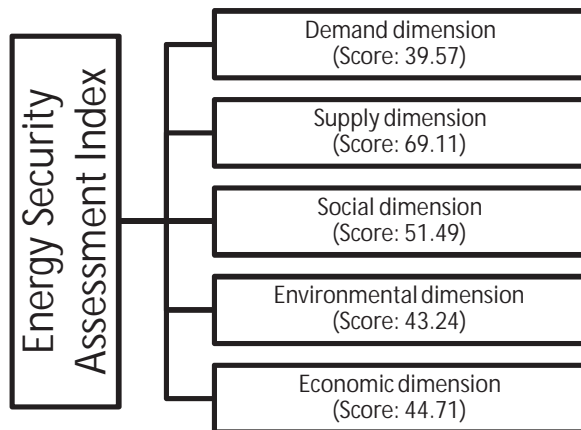 Energy Security
Assessment Index
Demand dimension
(Score: 39.57)
Supply dimension
(Score: 69.11)
Social dimension
(Score: 51.49)
Environmental dimension
(Score: 43.24)
Economic dimension
(Score: 44.71)